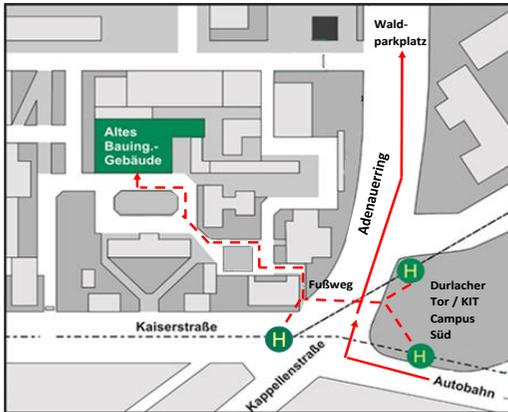 Wald-
parkplatz
Altes
Bauing.-
Gebäude
Adenauerring
H
Fußweg
Durlacher
Tor / KIT
Campus
Süd
Kaiserstraße
H
H
Kappellenstraße
Autobahn